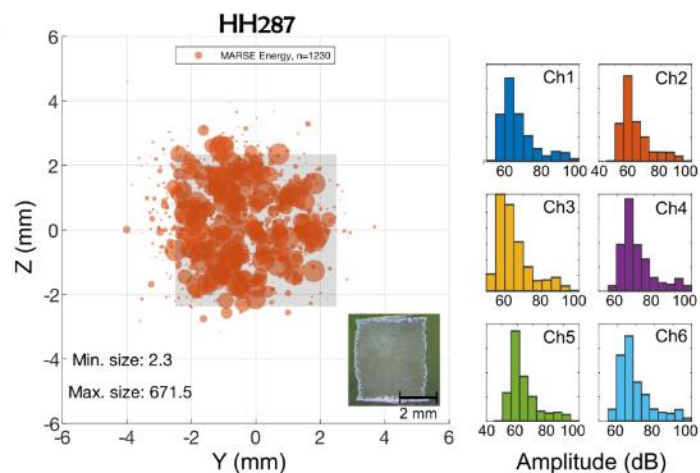 HH287
MARSE Energy, n=1230
6
4
2
0
-2
-4
-6
Z (mm)
Min. size: 2.3
Max. size: 671.5
2 mm
-6 -4 -2 0 2 4 6
Y (mm)
Ch1
60 80 100
Ch2
40 60 80 100
Ch3
60 80 100
Ch4
60 80 100
Ch5
40 60 80 100
Ch6
60 80 100
Amplitude (dB)